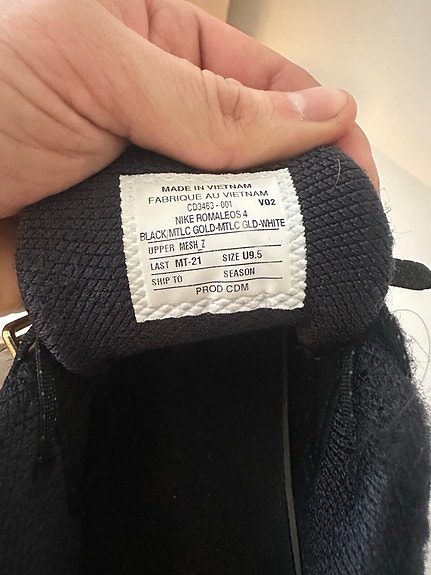 MADE IN VIETNAM
FABRIQUE AU VIETNAM
CD3463-001 V02
NIKE ROMALEOS 4
BLACK/MTLC GOLD-MTLC GLD-WHITE
UPPER MESH_Z
LAST MT-21 SIZE U9.5
SHIP TO SEASON
PROD CDM